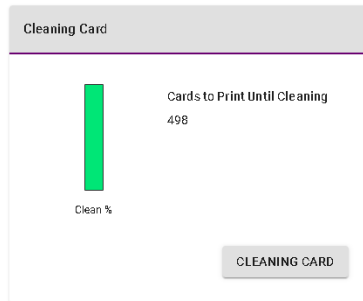 Cleaning Card
Cards to Print Until Cleaning
498
Clean %
CLEANING CARD